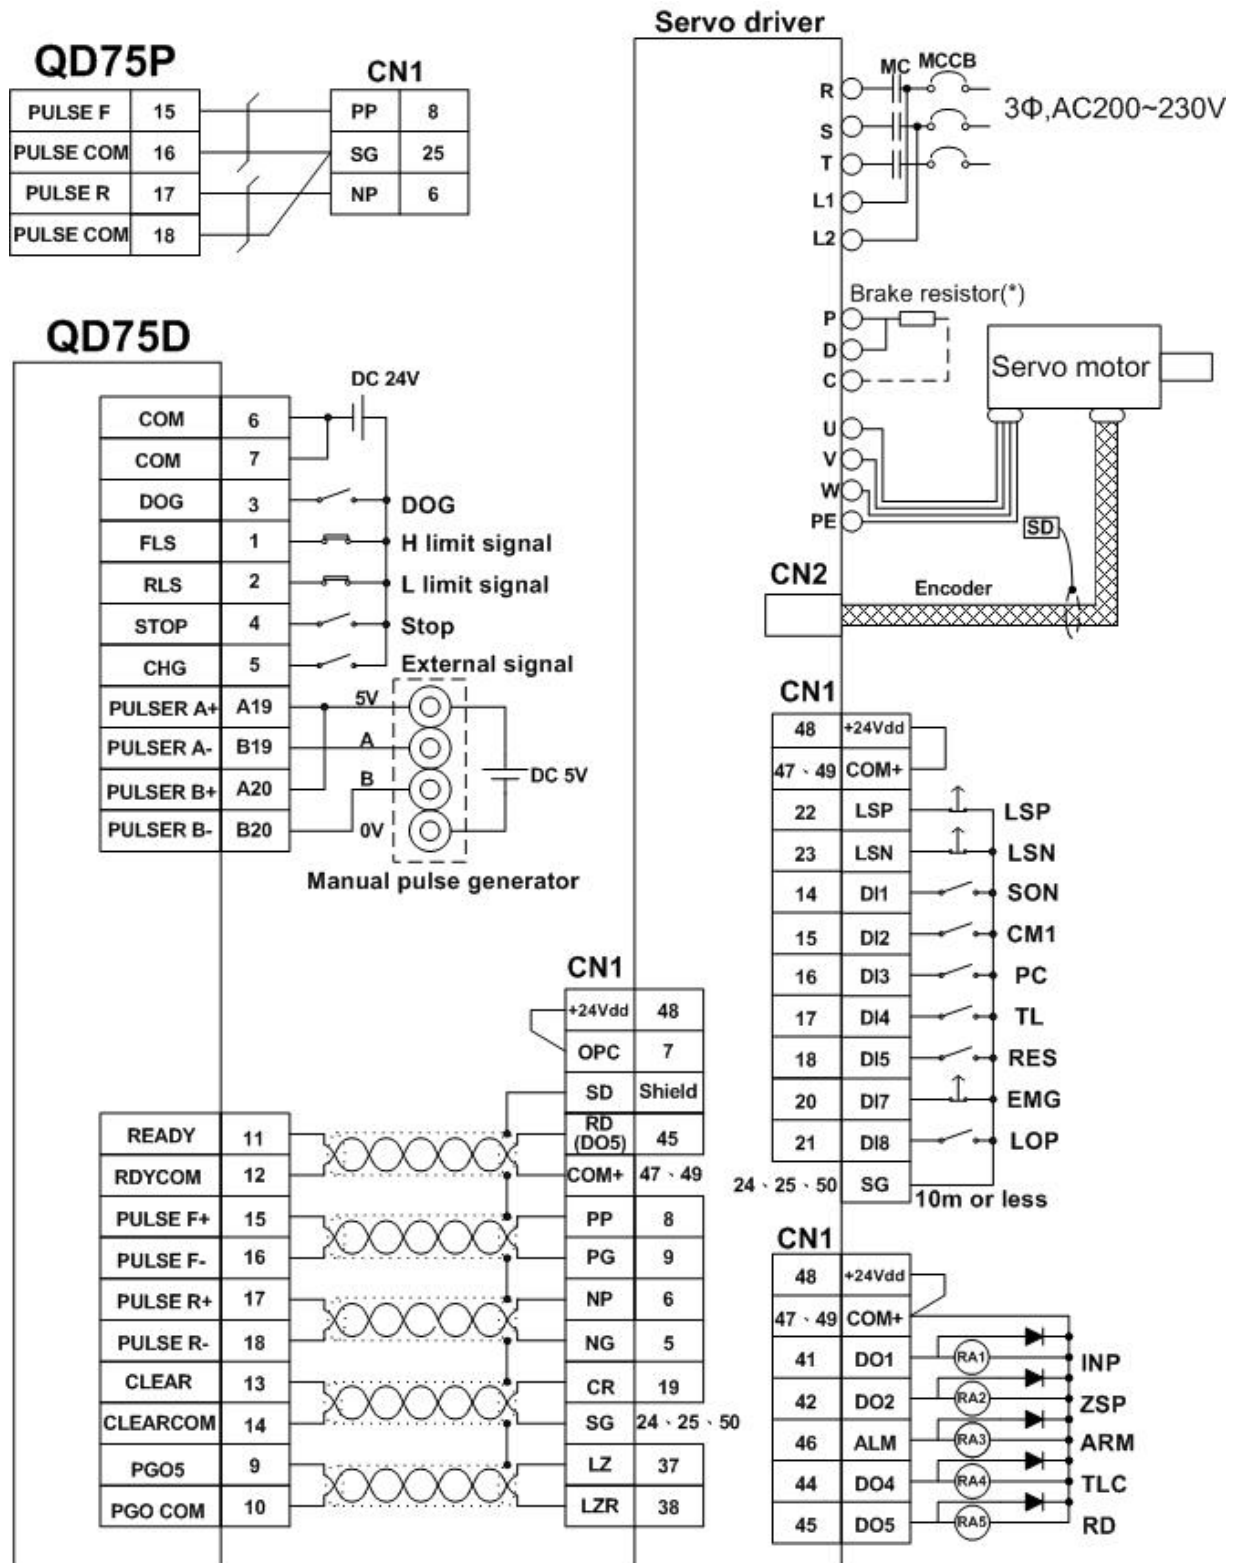 Servo driver
QD75P
CN1
PULSE F 15
PULSE COM 16
PULSE R 17
PULSE COM 18
PP 8
SG 25
NP 6
R
S
T
L1
L2
MC
MCCB
3Φ,AC200~230V
Brake resistor(*)
P
D
C
U
V
W
PE
Servo motor
SD
CN2
Encoder
QD75D
DC 24V
COM 6
COM 7
DOG 3 DOG
FLS 1 H limit signal
RLS 2 L limit signal
STOP 4 Stop
CHG 5 External signal
PULSER A+ A19 5V
PULSER A- B19 A
PULSER B+ A20 B
PULSER B- B20 0V
DC 5V
Manual pulse generator
CN1
48 +24Vdd
47、49 COM+
22 LSP LSP
23 LSN LSN
14 DI1 SON
15 DI2 CM1
16 DI3 PC
17 DI4 TL
18 DI5 RES
20 DI7 EMG
21 DI8 LOP
24、25、50 SG
10m or less
CN1
+24Vdd 48
OPC 7
SD Shield
READY 11 RD (DO5) 45
RDYCOM 12 COM+ 47、49
PULSE F+ 15 PP 8
PULSE F- 16 PG 9
PULSE R+ 17 NP 6
PULSE R- 18 NG 5
CLEAR 13 CR 19
CLEARCOM 14 SG 24、25、50
PGO5 9 LZ 37
PGO COM 10 LZR 38
CN1
48 +24Vdd
47、49 COM+
41 DO1 RA1 INP
42 DO2 RA2 ZSP
46 ALM RA3 ARM
44 DO4 RA4 TLC
45 DO5 RA5 RD